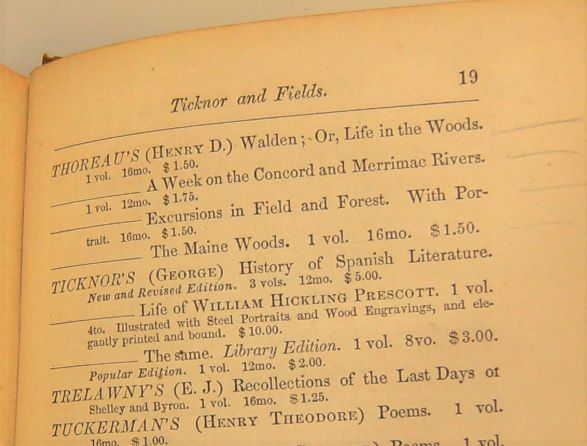 Ticknor and Fields. 19
THOREAU'S (HENRY D.) Walden; Or, Life in the Woods.
1 vol. 16mo. $1.50.
A Week on the Concord and Merrimac Rivers.
1 vol. 12mo. $1.75.
Excursions in Field and Forest. With Por-
trait. 16mo. $1.50.
The Maine Woods. 1 vol. 16mo. $1.50.
TICKNOR'S (GEORGE) History of Spanish Literature.
New and Revised Edition. 3 vols. 12mo. $5.00.
Life of WILLIAM HICKLING PRESCOTT. 1 vol.
4to. Illustrated with Steel Portraits and Wood Engravings, and ele-
gantly printed and bound. $10.00.
The same. Library Edition. 1 vol. 8vo. $3.00.
Popular Edition. 1 vol. 12mo. $2.00.
TRELAWNY'S (E. J.) Recollections of the Last Days of
Shelley and Byron. 1 vol. 16mo. $1.25.
TUCKERMAN'S (HENRY THEODORE) Poems. 1 vol.
16mo. $1.00.
Poems. 1 vol.